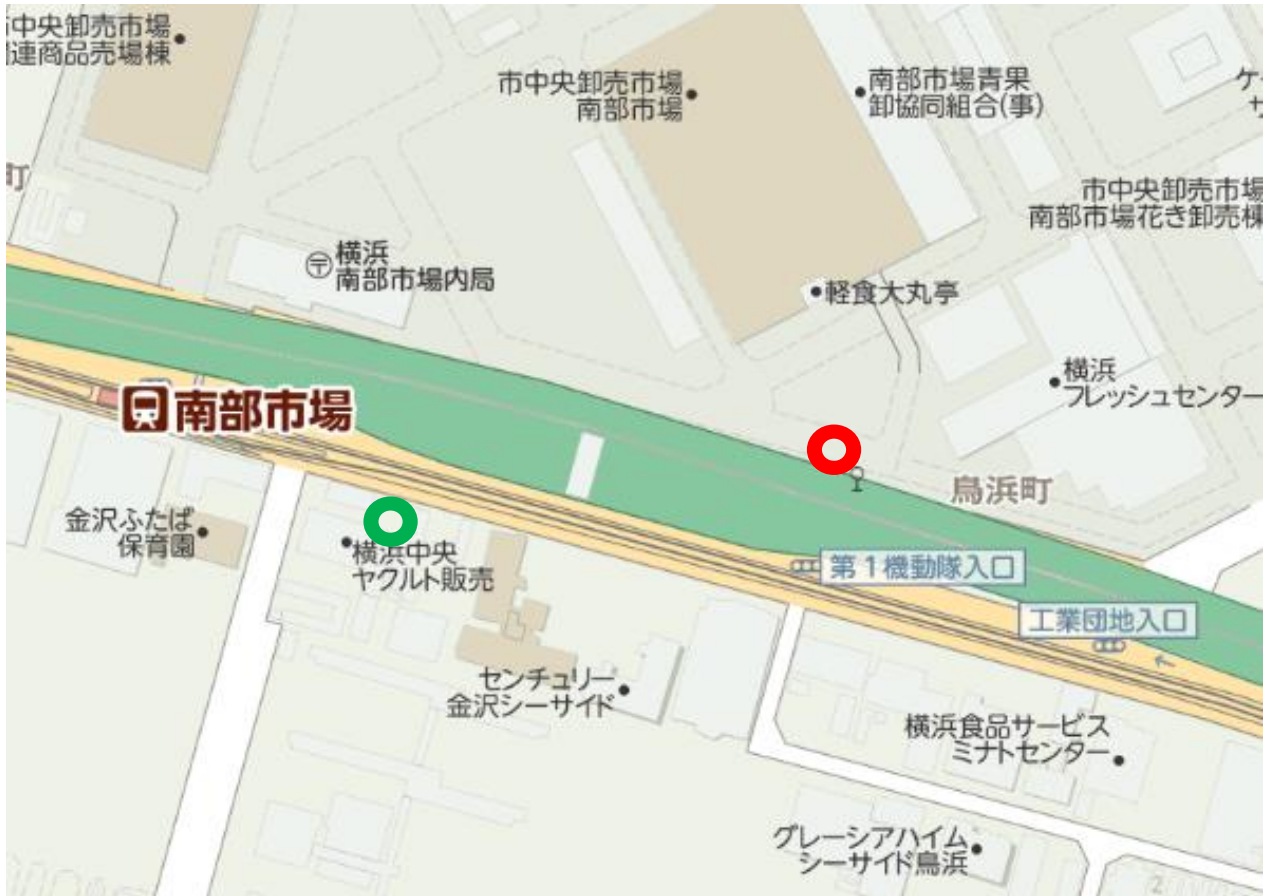 市中央卸売市場
連商品売場棟
市中央卸売市場
南部市場
南部市場青果
卸協同組合(事)
ケ
サ
町
市中央卸売市場
南部市場花き卸売棟
〒横浜
南部市場内局
軽食大丸亭
横浜
フレッシュセンター
南部市場
鳥浜町
金沢ふたば
保育園
横浜中央
ヤクルト販売
第1機動隊入口
工業団地入口
センチュリー
金沢シーサイド
横浜食品サービス
ミナトセンター
グレーシアハイム
シーサイド鳥浜
2